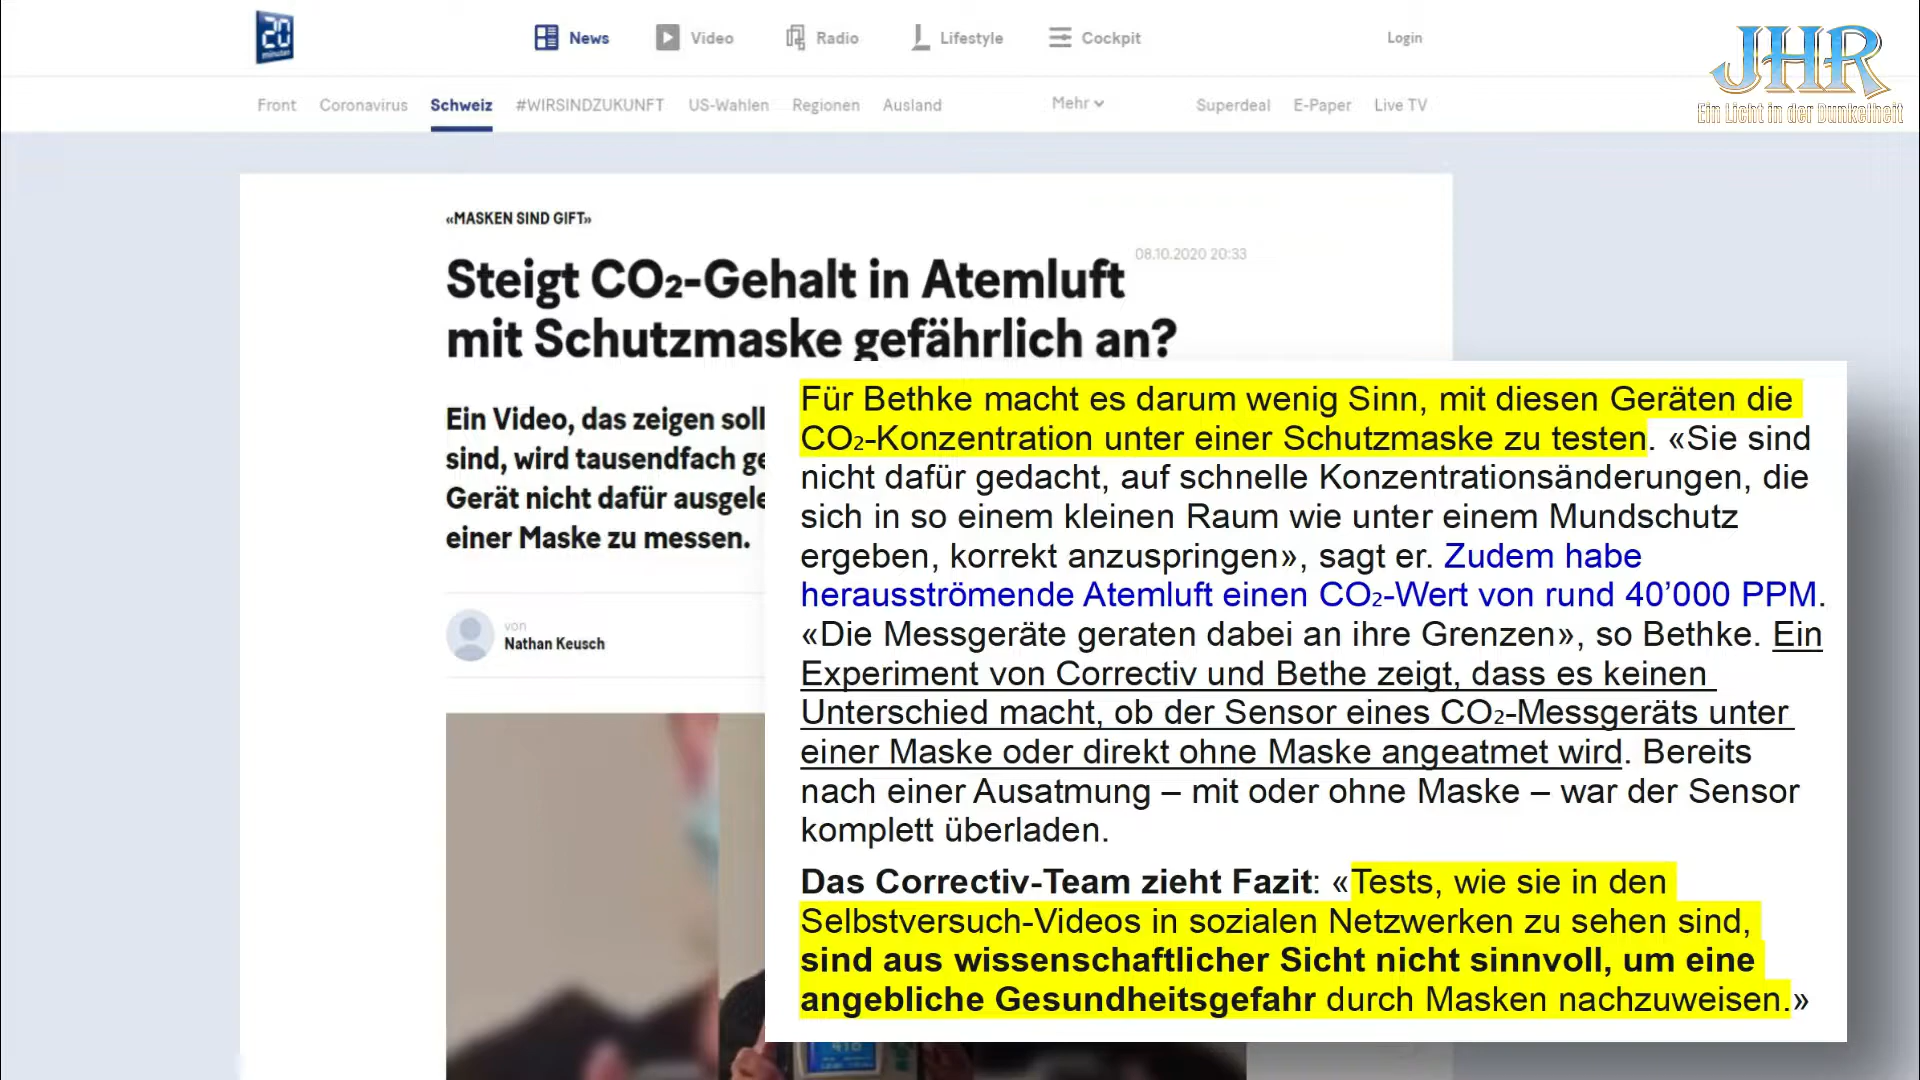 20
minuten
News
Video
Radio
Lifestyle
Cockpit
Login
JHR
Ein Licht in der Dunkelheit
Front
Coronavirus
Schweiz
#WIRSINDZUKUNFT
US-Wahlen
Regionen
Ausland
Mehr
Superdeal
E-Paper
Live TV
«MASKEN SIND GIFT»
08.10.2020 20:33
Steigt CO₂-Gehalt in Atemluft
mit Schutzmaske gefährlich an?
Ein Video, das zeigen soll
sind, wird tausendfach ge
Gerät nicht dafür ausgele
einer Maske zu messen.
von
Nathan Keusch
Für Bethke macht es darum wenig Sinn, mit diesen Geräten die
CO₂-Konzentration unter einer Schutzmaske zu testen. «Sie sind
nicht dafür gedacht, auf schnelle Konzentrationsänderungen, die
sich in so einem kleinen Raum wie unter einem Mundschutz
ergeben, korrekt anzuspringen», sagt er. Zudem habe
herausströmende Atemluft einen CO₂-Wert von rund 40’000 PPM.
«Die Messgeräte geraten dabei an ihre Grenzen», so Bethke. Ein
Experiment von Correctiv und Bethe zeigt, dass es keinen
Unterschied macht, ob der Sensor eines CO₂-Messgeräts unter
einer Maske oder direkt ohne Maske angeatmet wird. Bereits
nach einer Ausatmung – mit oder ohne Maske – war der Sensor
komplett überladen.
Das Correctiv-Team zieht Fazit: «Tests, wie sie in den
Selbstversuch-Videos in sozialen Netzwerken zu sehen sind,
sind aus wissenschaftlicher Sicht nicht sinnvoll, um eine
angebliche Gesundheitsgefahr durch Masken nachzuweisen.»